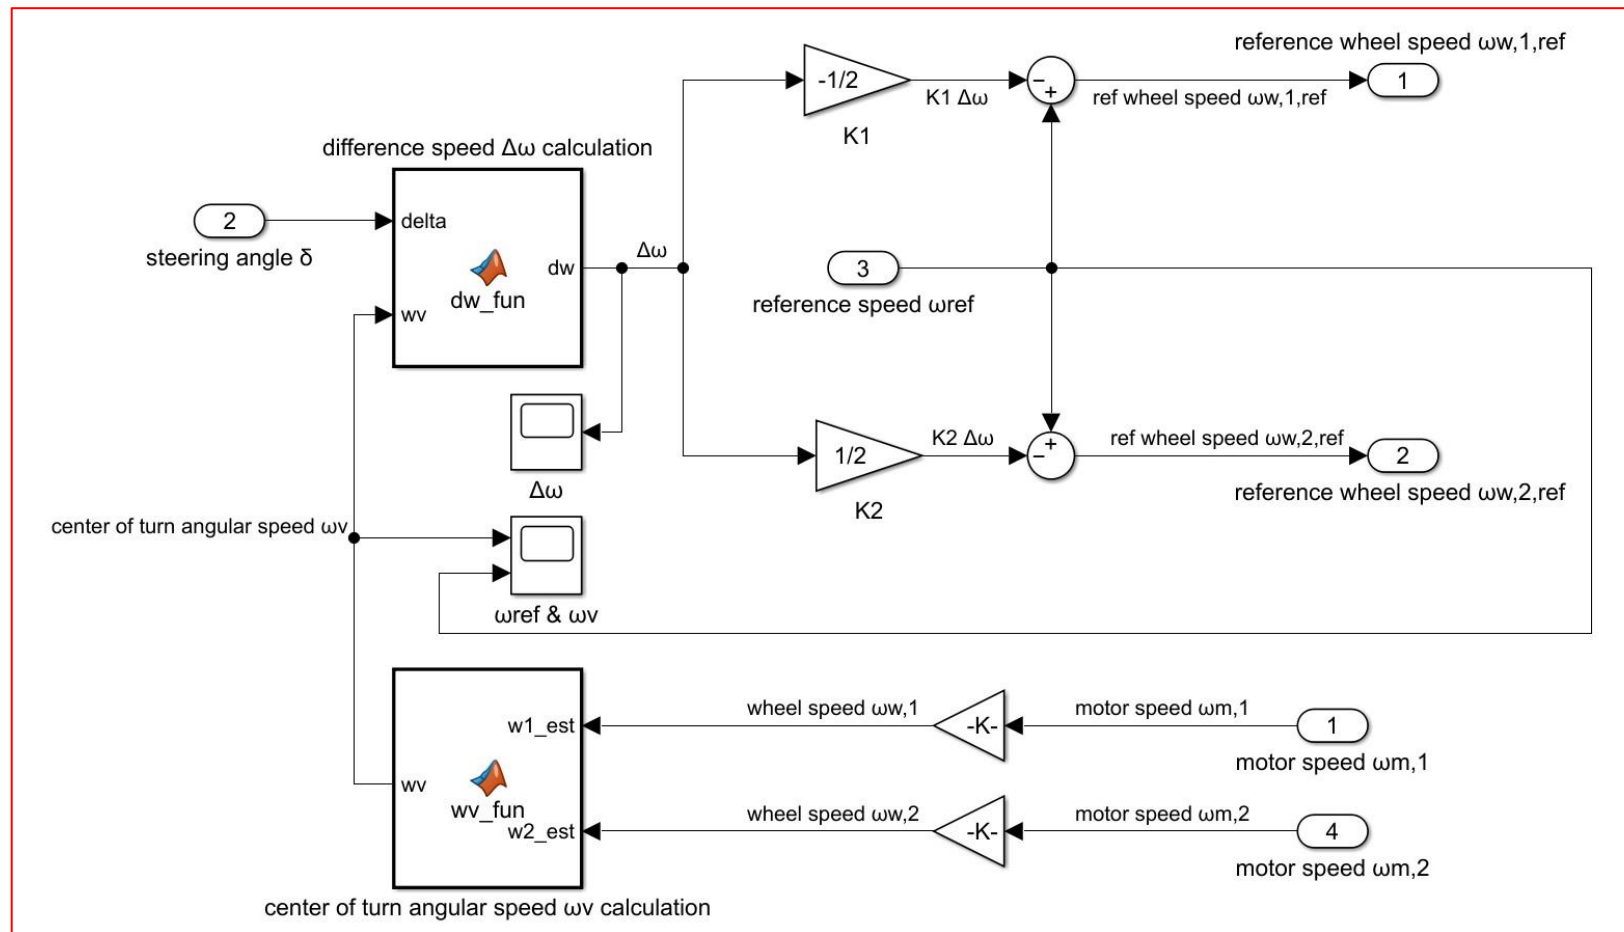 reference wheel speed ωw,1,ref
-1/2
−
+
1
K1 Δω
ref wheel speed ωw,1,ref
K1
difference speed Δω calculation
2
delta
steering angle δ
dw
Δω
3
dw_fun
reference speed ωref
wv
1/2
K2 Δω
+
−
ref wheel speed ωw,2,ref
2
Δω
K2
reference wheel speed ωw,2,ref
center of turn angular speed ωv
ωref & ωv
w1_est
wheel speed ωw,1
-K-
motor speed ωm,1
1
motor speed ωm,1
wv
wv_fun
w2_est
wheel speed ωw,2
-K-
motor speed ωm,2
4
motor speed ωm,2
center of turn angular speed ωv calculation